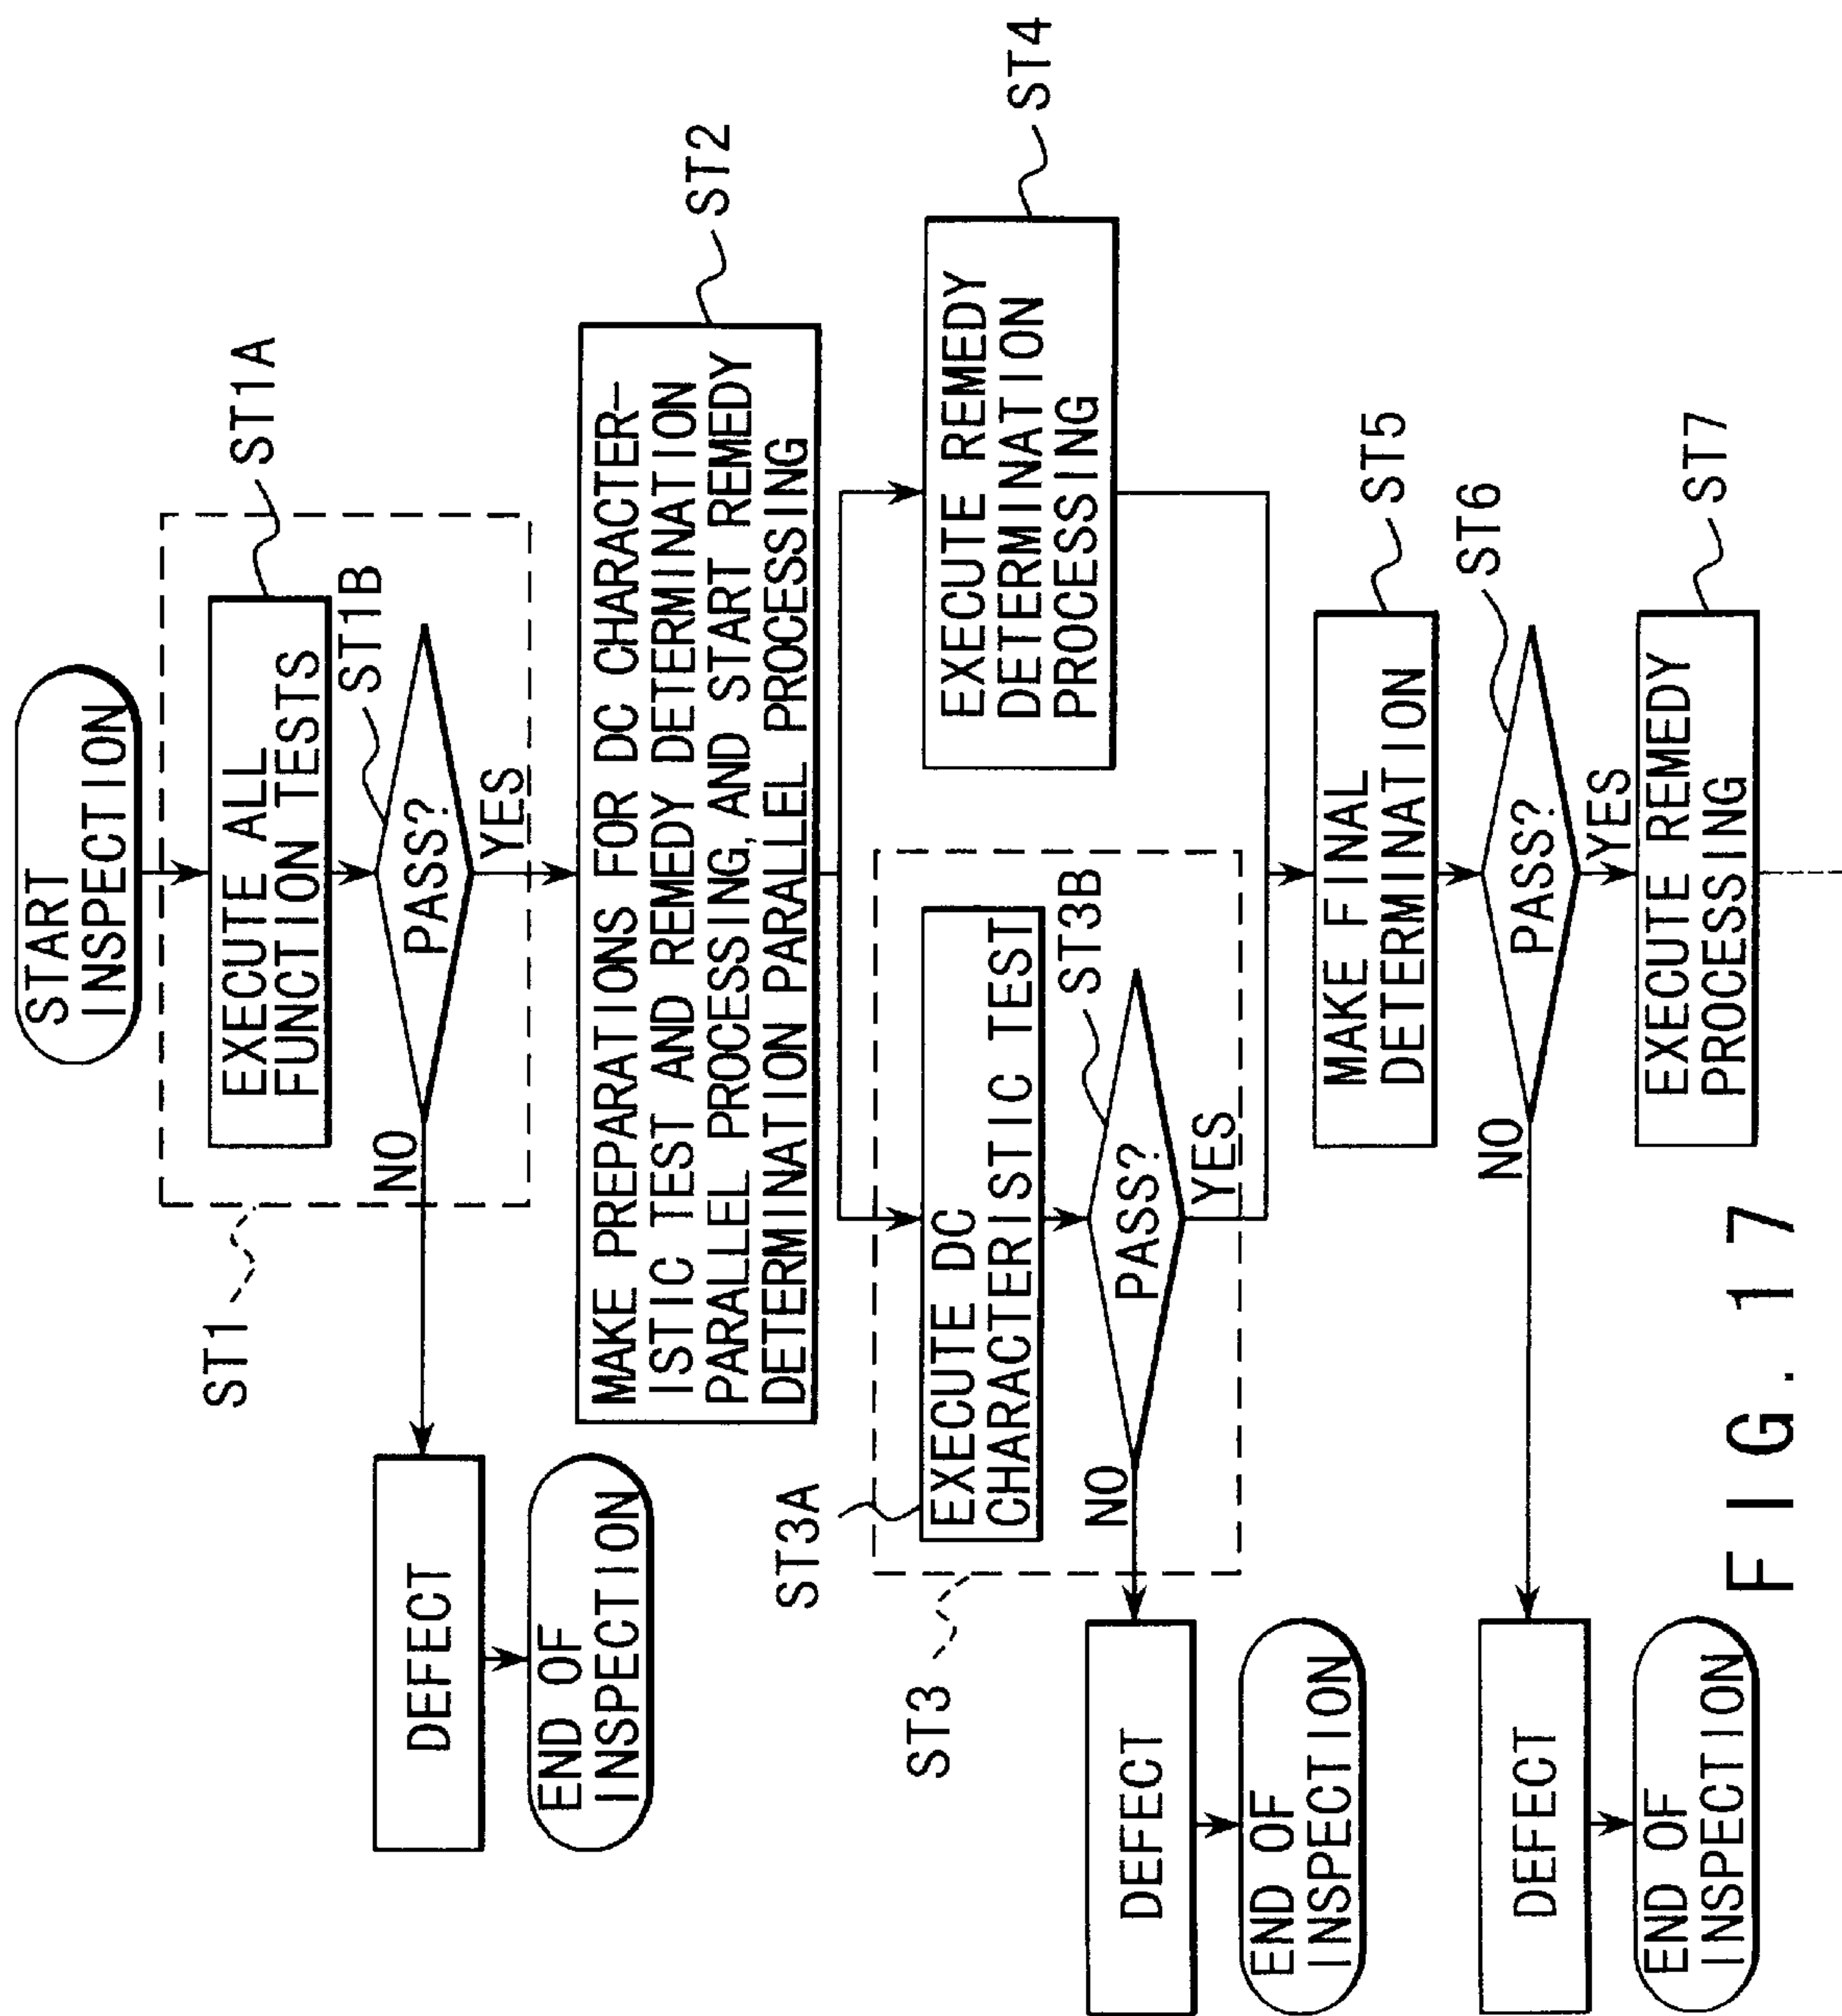 START
INSPECTION
EXECUTE ALL
FUNCTION TESTS
ST1A
ST1
ST1B
PASS?
NO
YES
DEFECT
END OF
INSPECTION
MAKE PREPARATIONS FOR DC CHARACTER-
ISTIC TEST AND REMEDY DETERMINATION
PARALLEL PROCESSING, AND START REMEDY
DETERMINATION PARALLEL PROCESSING
ST2
ST3A
EXECUTE DC
CHARACTERISTIC TEST
ST3
ST3B
PASS?
NO
YES
DEFECT
END OF
INSPECTION
EXECUTE REMEDY
DETERMINATION
PROCESSING
ST4
MAKE FINAL
DETERMINATION
ST5
PASS?
ST6
NO
YES
DEFECT
END OF
INSPECTION
EXECUTE REMEDY
PROCESSING
ST7
FIG. 17